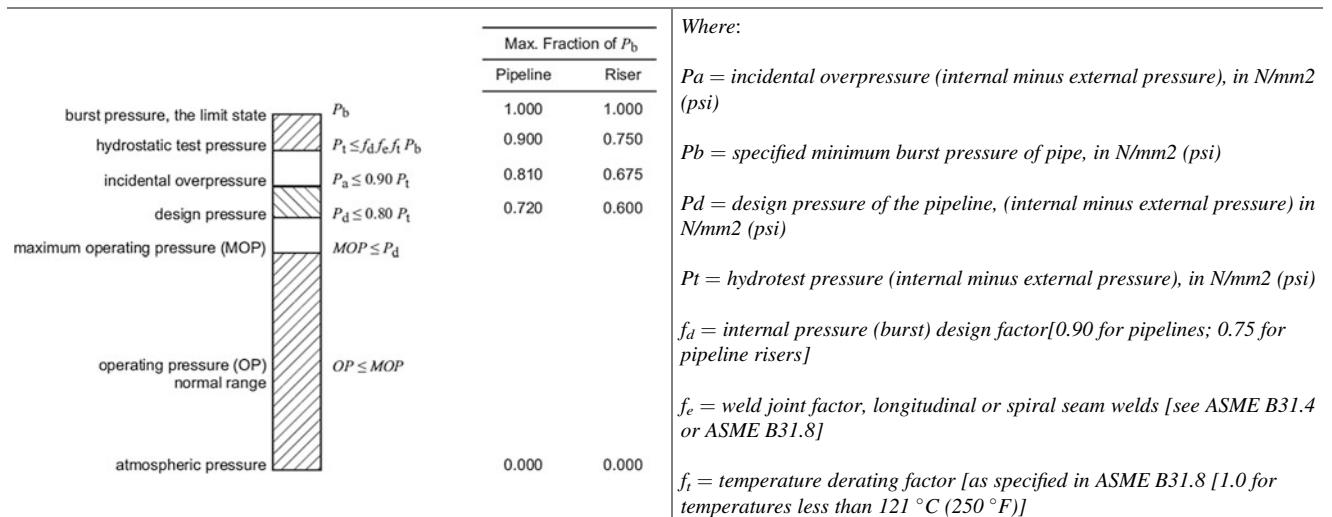 Max. Fraction of Pb
Pipeline Riser
burst pressure, the limit state Pb 1.000 1.000
hydrostatic test pressure Pt ≤ fd fe ft Pb 0.900 0.750
incidental overpressure Pa ≤ 0.90 Pt 0.810 0.675
design pressure Pd ≤ 0.80 Pt 0.720 0.600
maximum operating pressure (MOP) MOP ≤ Pd
operating pressure (OP) OP ≤ MOP
normal range
atmospheric pressure 0.000 0.000
Where:
Pa = incidental overpressure (internal minus external pressure), in N/mm2
(psi)
Pb = specified minimum burst pressure of pipe, in N/mm2 (psi)
Pd = design pressure of the pipeline, (internal minus external pressure) in
N/mm2 (psi)
Pt = hydrotest pressure (internal minus external pressure), in N/mm2 (psi)
fd = internal pressure (burst) design factor[0.90 for pipelines; 0.75 for
pipeline risers]
fe = weld joint factor, longitudinal or spiral seam welds [see ASME B31.4
or ASME B31.8]
ft = temperature derating factor [as specified in ASME B31.8 [1.0 for
temperatures less than 121 °C (250 °F)]